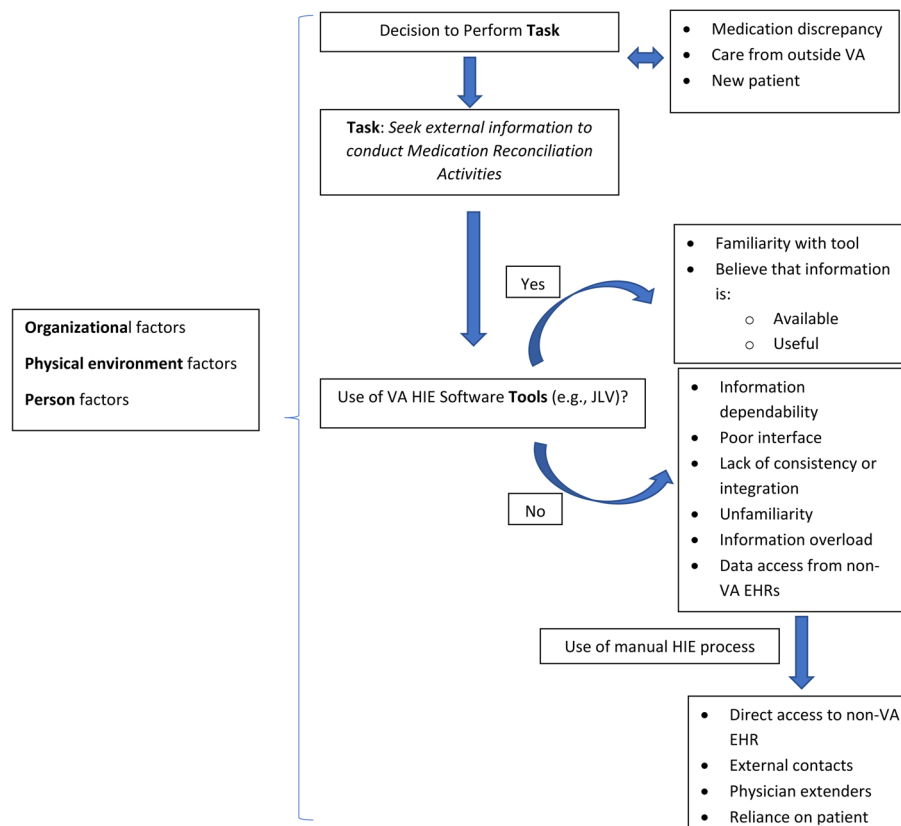 Decision to Perform Task
• Medication discrepancy
• Care from outside VA
• New patient
Task: Seek external information to
conduct Medication Reconciliation
Activities
Yes
• Familiarity with tool
• Believe that information
is:
o Available
o Useful
Organizational factors
Physical environment factors
Person factors
Use of VA HIE Software Tools (e.g., JLV)?
No
• Information
dependability
• Poor interface
• Lack of consistency or
integration
• Unfamiliarity
• Information overload
• Data access from non-
VA EHRs
Use of manual HIE process
• Direct access to non-VA
EHR
• External contacts
• Physician extenders
• Reliance on patient